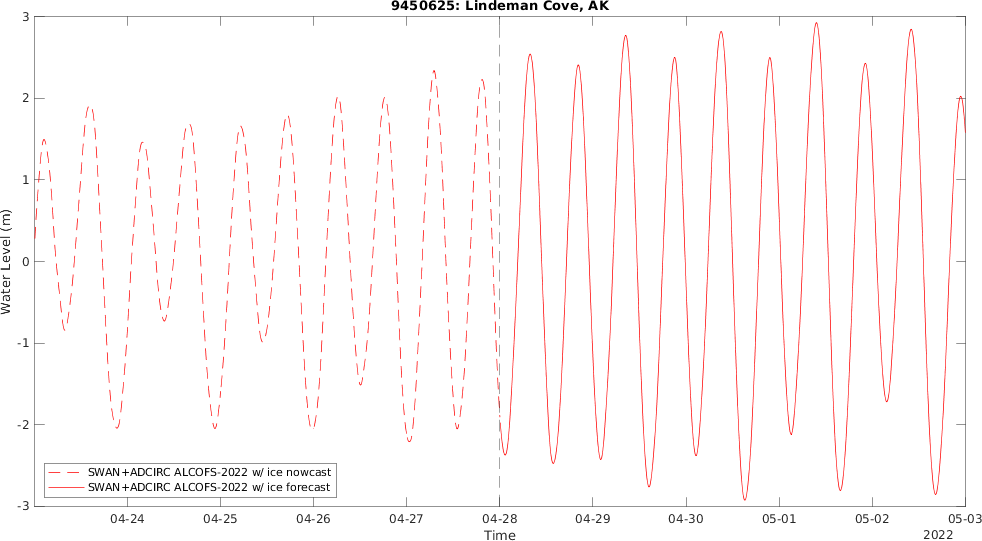 9450625: Lindeman Cove, AK
Water Level (m)
3
2
1
0
-1
-2
-3
SWAN+ADCIRC ALCOFS-2022 w/ ice nowcast
SWAN+ADCIRC ALCOFS-2022 w/ ice forecast
04-24 04-25 04-26 04-27 04-28 04-29 04-30 05-01 05-02 05-03
Time
2022